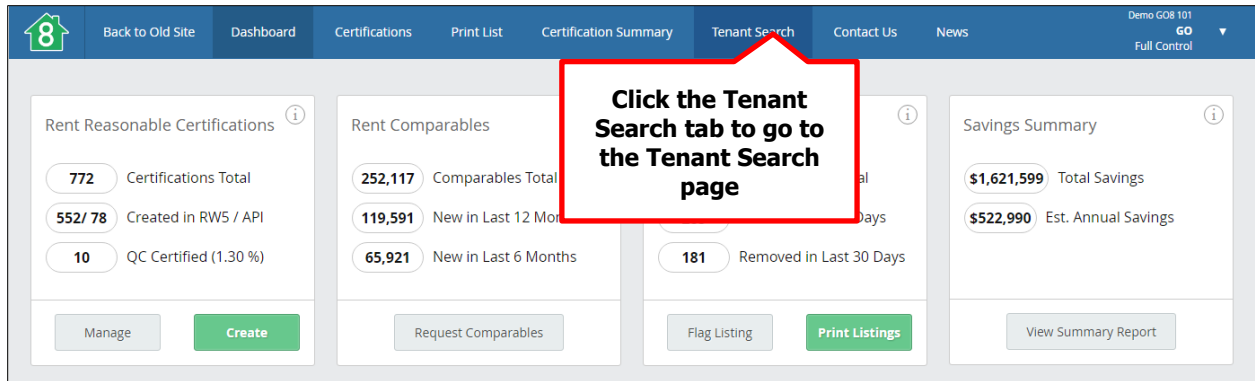 8
Back to Old Site
Dashboard
Certifications
Print List
Certification Summary
Tenant Search
Contact Us
News
Demo GO8 101
GO
Full Control
Click the Tenant
Search tab to go to
the Tenant Search
page
Rent Reasonable Certifications
772 Certifications Total
552/ 78 Created in RW5 / API
10 QC Certified (1.30 %)
Manage
Create
Rent Comparables
252,117 Comparables Total
119,591 New in Last 12 Mon
65,921 New in Last 6 Months
Request Comparables
Days
181 Removed in Last 30 Days
Flag Listing
Print Listings
Savings Summary
$1,621,599 Total Savings
$522,990 Est. Annual Savings
View Summary Report